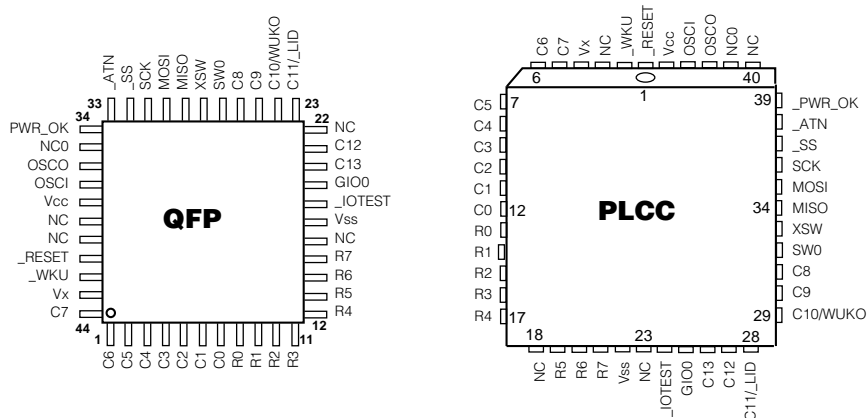 _ATN
_SS
SCK
MOSI
MISO
XSW
SW0
C8
C9
C10/WUKO
C11/_LID
33
23
34
22
PWR_OK
NC0
OSCO
OSCI
Vcc
NC
NC
_RESET
_WKU
Vx
C7
QFP
NC
C12
C13
GIO0
_IOTEST
Vss
NC
R7
R6
R5
R4
44
12
1
11
C6
C5
C4
C3
C2
C1
C0
R0
R1
R2
R3
C6
C7
Vx
NC
_WKU
_RESET
Vcc
OSCI
OSCO
NC0
NC
6
1
40
C5
C4
C3
C2
C1
C0
R0
R1
R2
R3
R4
7
12
17
PLCC
39
34
29
_PWR_OK
_ATN
_SS
SCK
MOSI
MISO
XSW
SW0
C8
C9
C10/WUKO
18
23
28
NC
R5
R6
R7
Vss
NC
_IOTEST
GIO0
C13
C12
C11/_LID